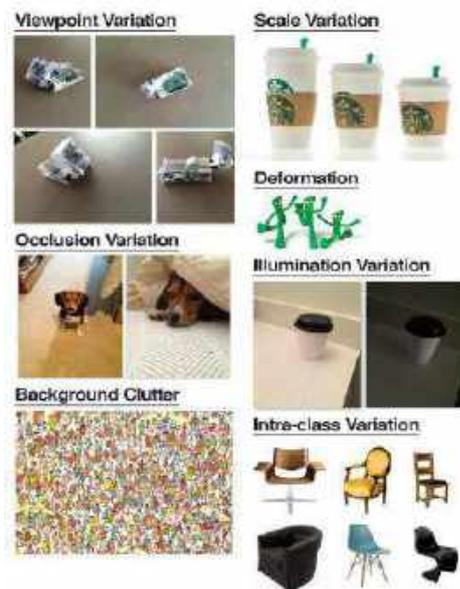 Viewpoint Variation
Scale Variation
Deformation
Occlusion Variation
Illumination Variation
Background Clutter
Intra-class Variation